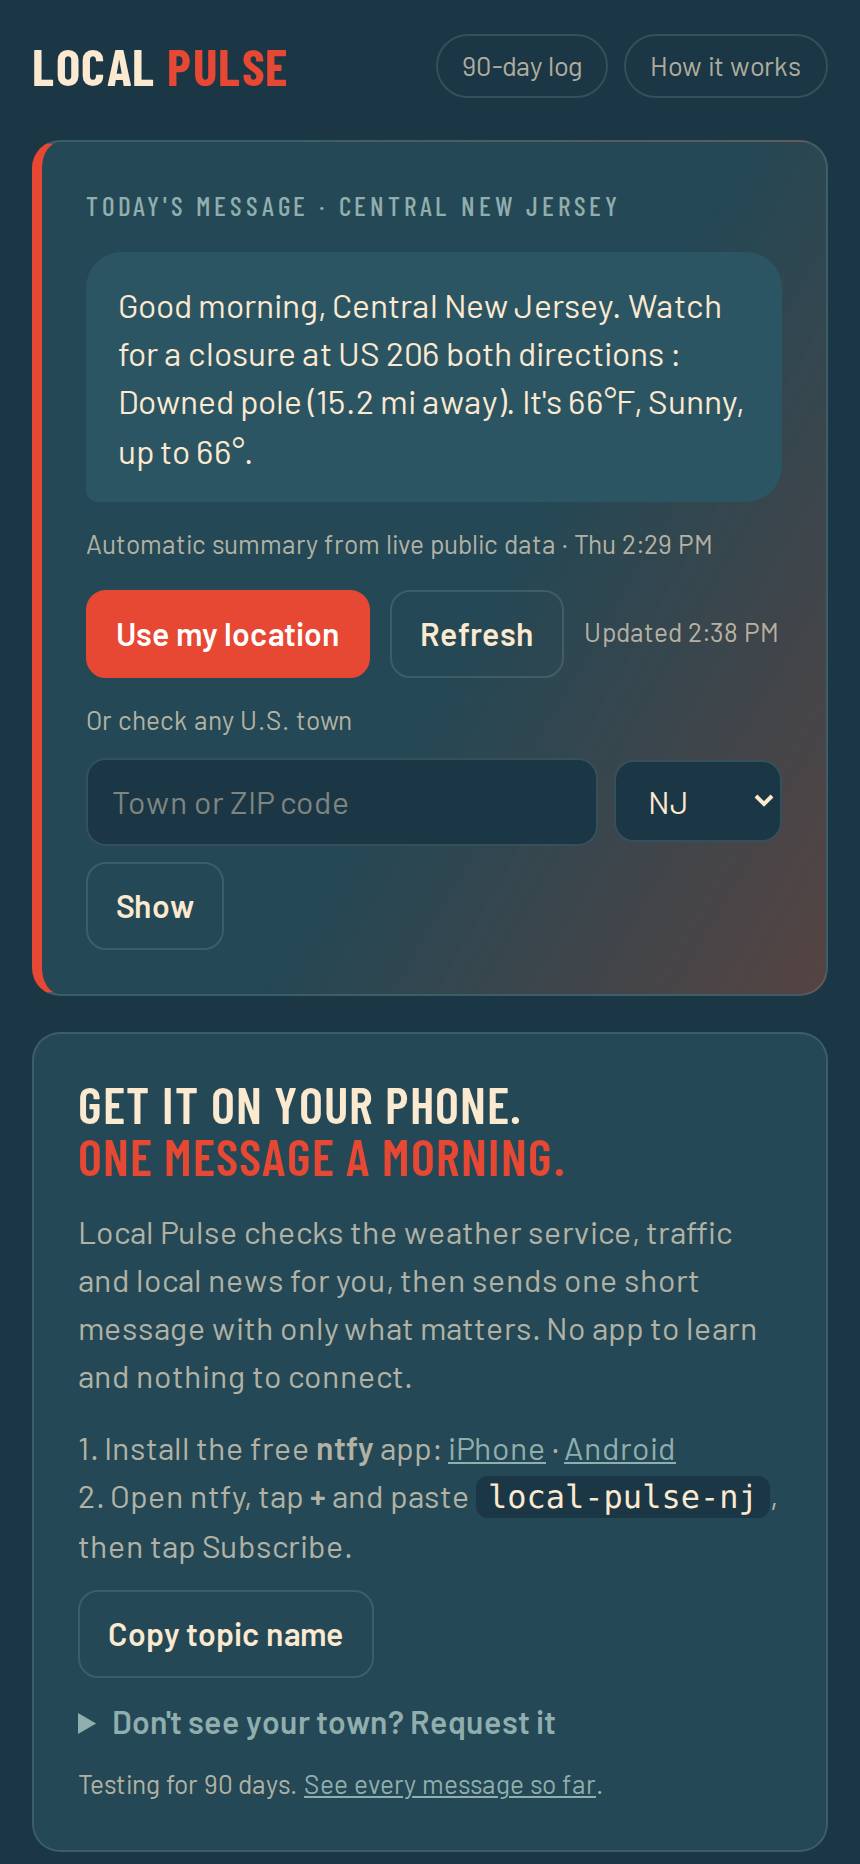 LOCAL PULSE
90-day log
How it works
TODAY'S MESSAGE · CENTRAL NEW JERSEY
Good morning, Central New Jersey. Watch
for a closure at US 206 both directions :
Downed pole (15.2 mi away). It's 66°F, Sunny,
up to 66°.
Automatic summary from live public data · Thu 2:29 PM
Use my location
Refresh
Updated 2:38 PM
Or check any U.S. town
Town or ZIP code
NJ
Show
GET IT ON YOUR PHONE.
ONE MESSAGE A MORNING.
Local Pulse checks the weather service, traffic
and local news for you, then sends one short
message with only what matters. No app to learn
and nothing to connect.
1. Install the free ntfy app: iPhone · Android
2. Open ntfy, tap + and paste local-pulse-nj,
then tap Subscribe.
Copy topic name
Don't see your town? Request it
Testing for 90 days. See every message so far.